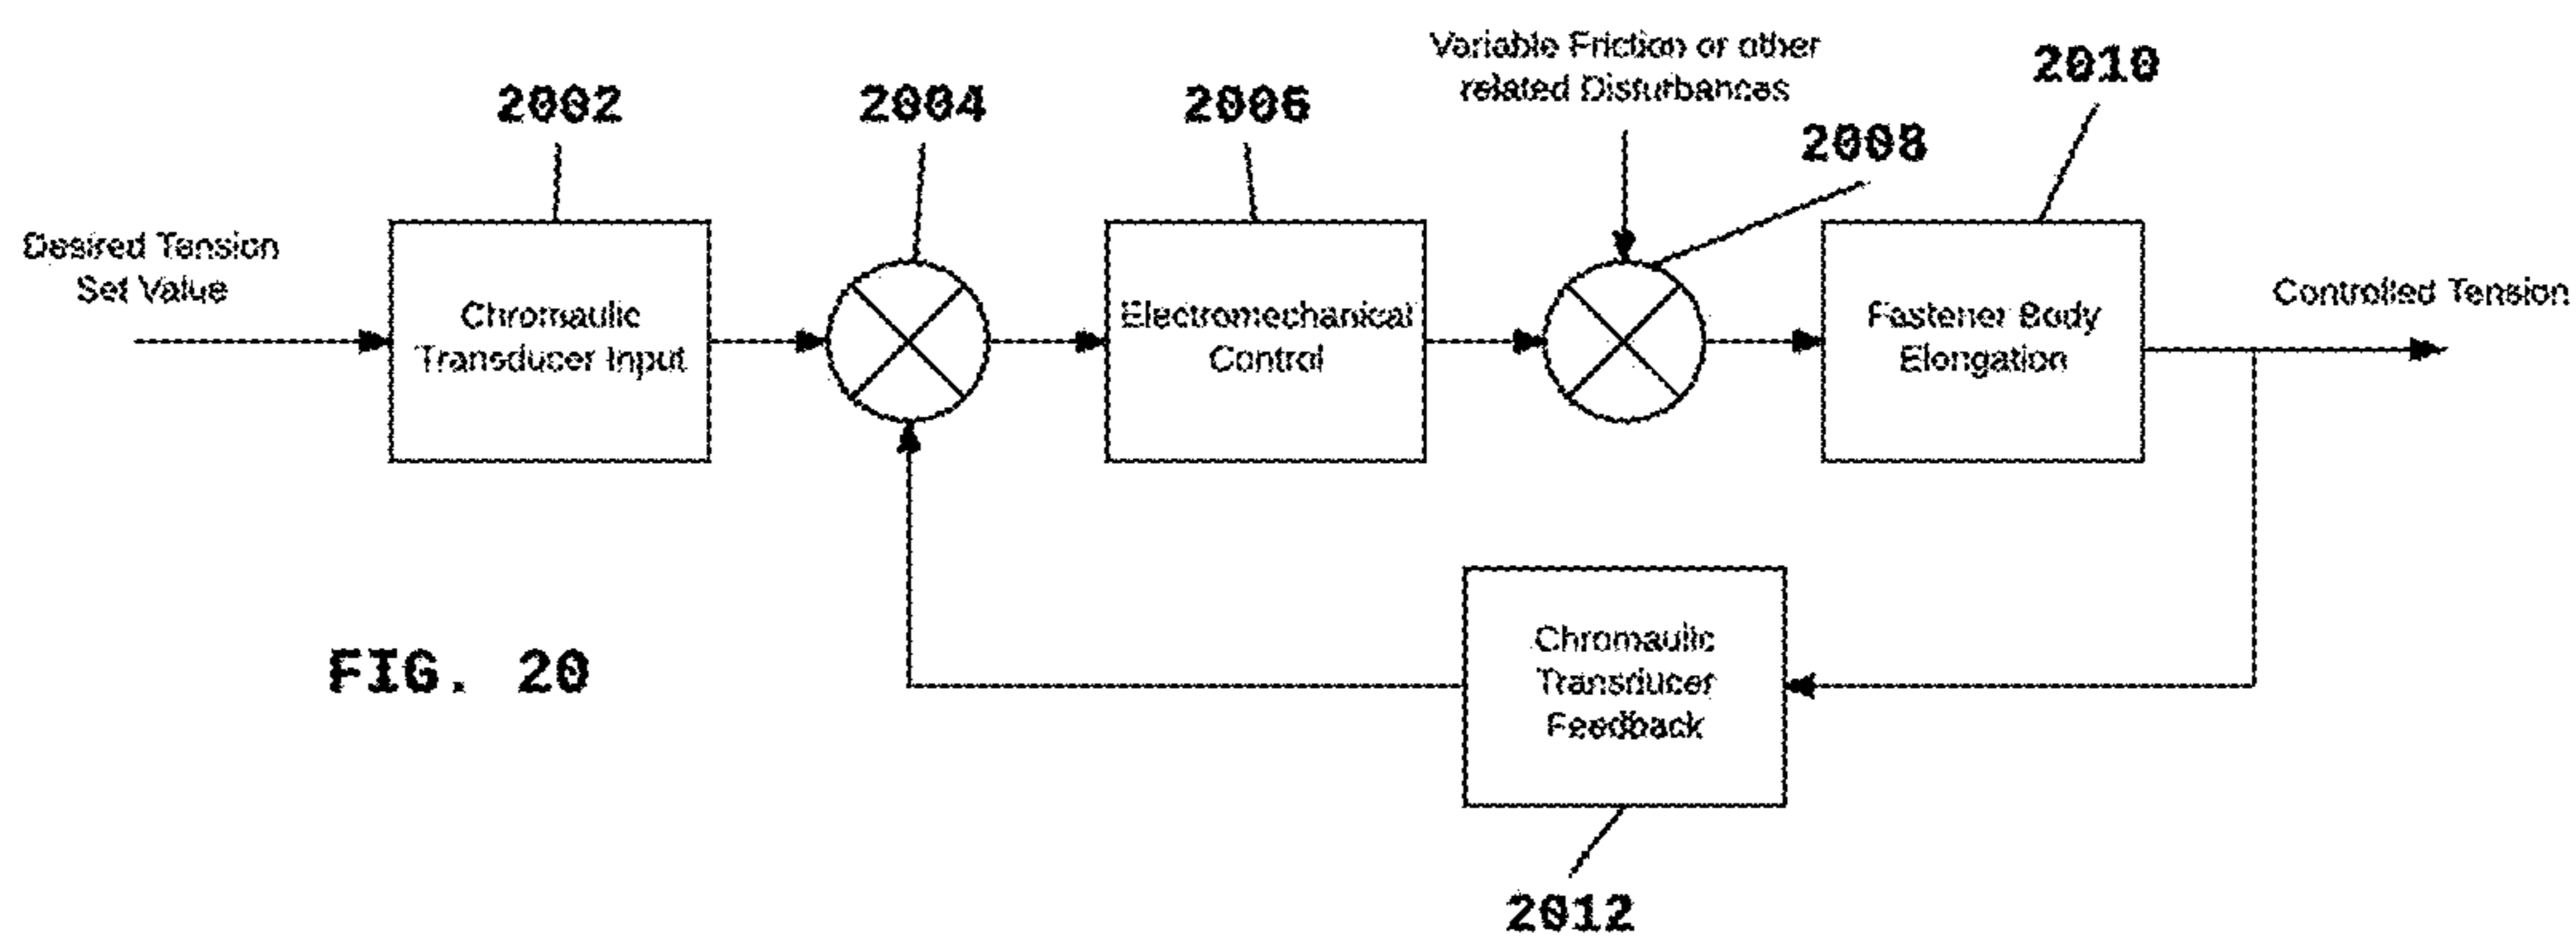 Variable Friction or other
related Disturbances
2010
2002
2004
2006
2008
Desired Tension
Set Value
Chromaulic
Transducer Input
Electromechanical
Control
Fastener Body
Elongation
Controlled Tension
Chromaulic
Transducer
Feedback
FIG. 20
2012